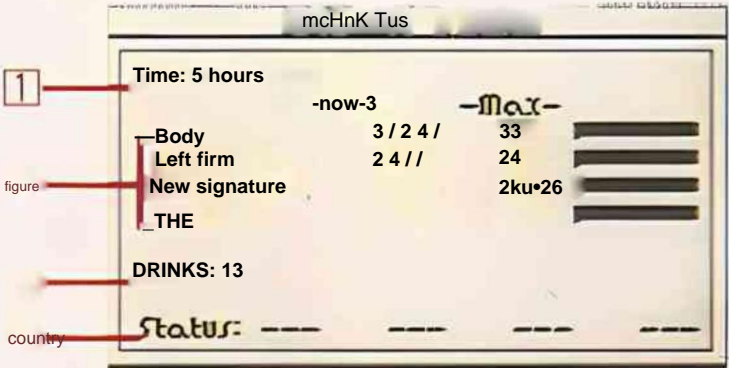 mcHnK Tus
1
Time: 5 hours
-now-3 -Max-
Body 3 / 2 4 / 33
Left firm 2 4 / / 24
figure New signature 2ku•26
_THE
DRINKS: 13
country Status: --- --- --- ---